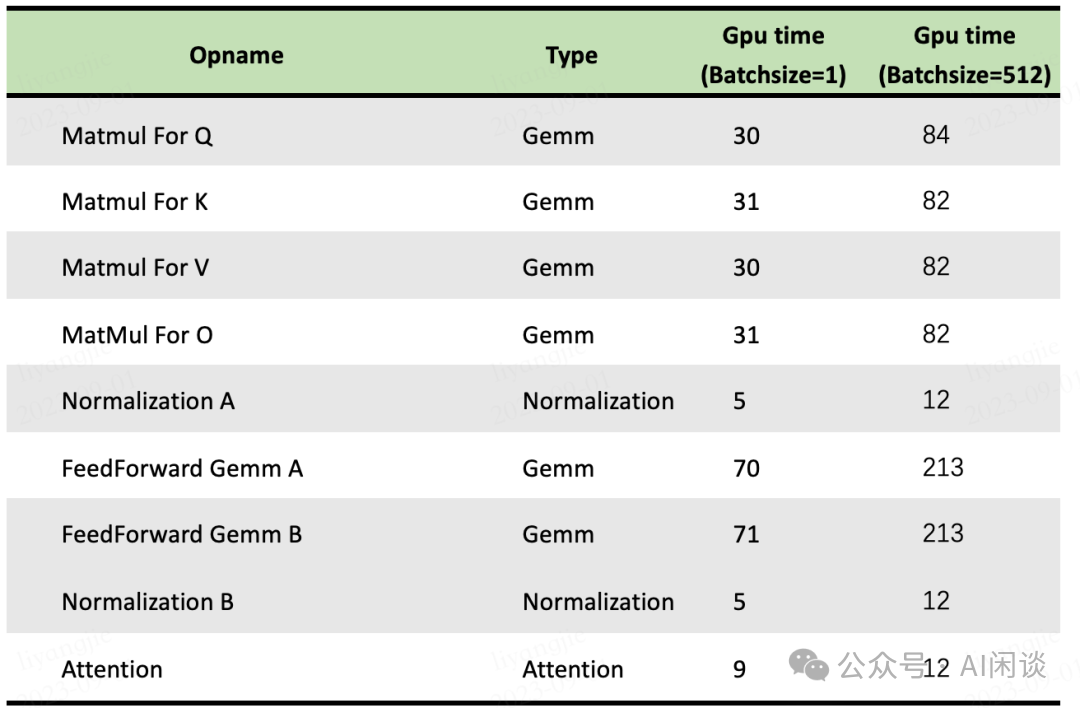 Opname Type Gpu time (Batchsize=1) Gpu time (Batchsize=512)
Matmul For Q Gemm 30 84
Matmul For K Gemm 31 82
Matmul For V Gemm 30 82
MatMul For O Gemm 31 82
Normalization A Normalization 5 12
FeedForward Gemm A Gemm 70 213
FeedForward Gemm B Gemm 71 213
Normalization B Normalization 5 12
Attention Attention 9 12
公众号 · AI闲谈
liyangjie
2023-09-01